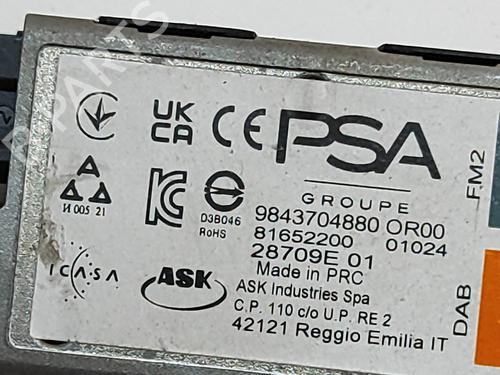 UK
CA
CE
PSA
GROUPE
FM2
A
И 005 21
D3B046
RoHS
9843704880 OR00
81652200 01024
28709E 01
Made in PRC
ICASA
ASK
ASK Industries Spa
C.P. 110 c/o U.P. RE 2
42121 Reggio Emilia IT
DAB